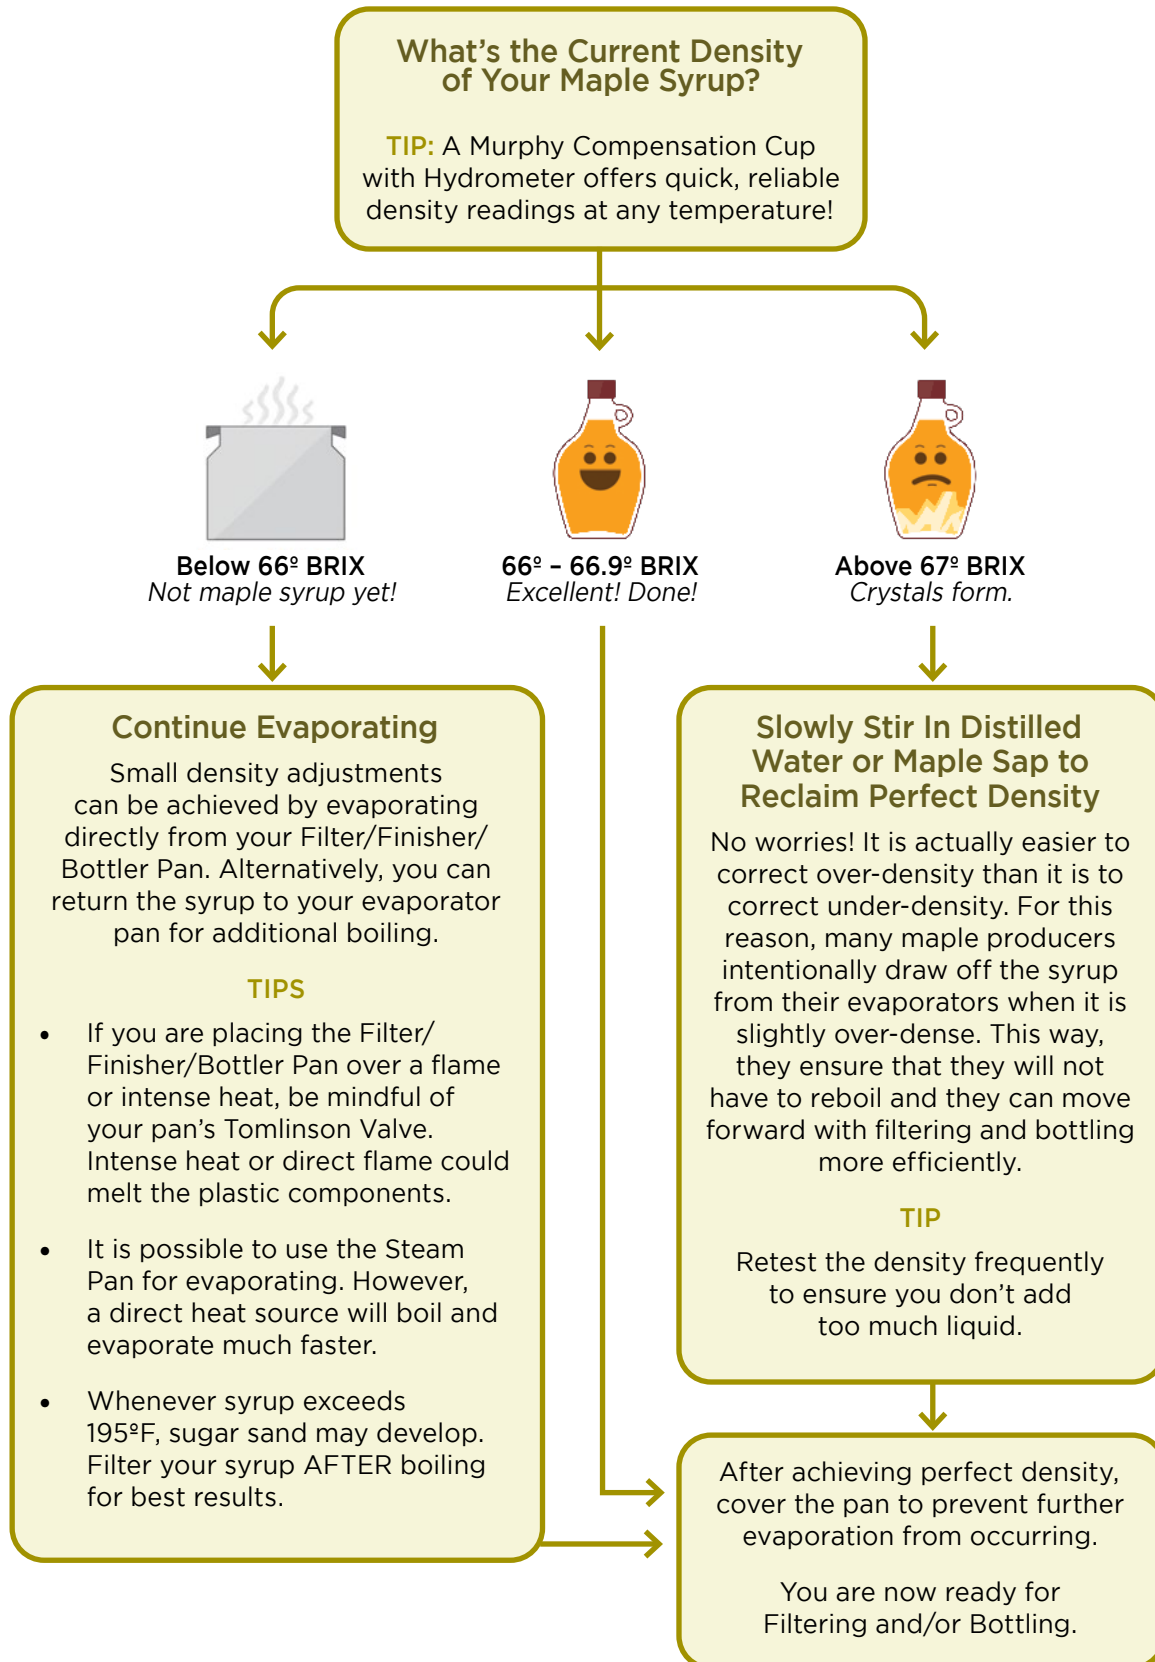 What's the Current Density
of Your Maple Syrup?
TIP: A Murphy Compensation Cup
with Hydrometer offers quick, reliable
density readings at any temperature!
Below 66º BRIX
Not maple syrup yet!
66º – 66.9º BRIX
Excellent! Done!
Above 67º BRIX
Crystals form.
Continue Evaporating
Small density adjustments
can be achieved by evaporating
directly from your Filter/Finisher/
Bottler Pan. Alternatively, you can
return the syrup to your evaporator
pan for additional boiling.
TIPS
• If you are placing the Filter/
Finisher/Bottler Pan over a flame
or intense heat, be mindful of
your pan's Tomlinson Valve.
Intense heat or direct flame could
melt the plastic components.
• It is possible to use the Steam
Pan for evaporating. However,
a direct heat source will boil and
evaporate much faster.
• Whenever syrup exceeds
195ºF, sugar sand may develop.
Filter your syrup AFTER boiling
for best results.
Slowly Stir In Distilled
Water or Maple Sap to
Reclaim Perfect Density
No worries! It is actually easier to
correct over-density than it is to
correct under-density. For this
reason, many maple producers
intentionally draw off the syrup
from their evaporators when it is
slightly over-dense. This way,
they ensure that they will not
have to reboil and they can move
forward with filtering and bottling
more efficiently.
TIP
Retest the density frequently
to ensure you don't add
too much liquid.
After achieving perfect density,
cover the pan to prevent further
evaporation from occurring.
You are now ready for
Filtering and/or Bottling.